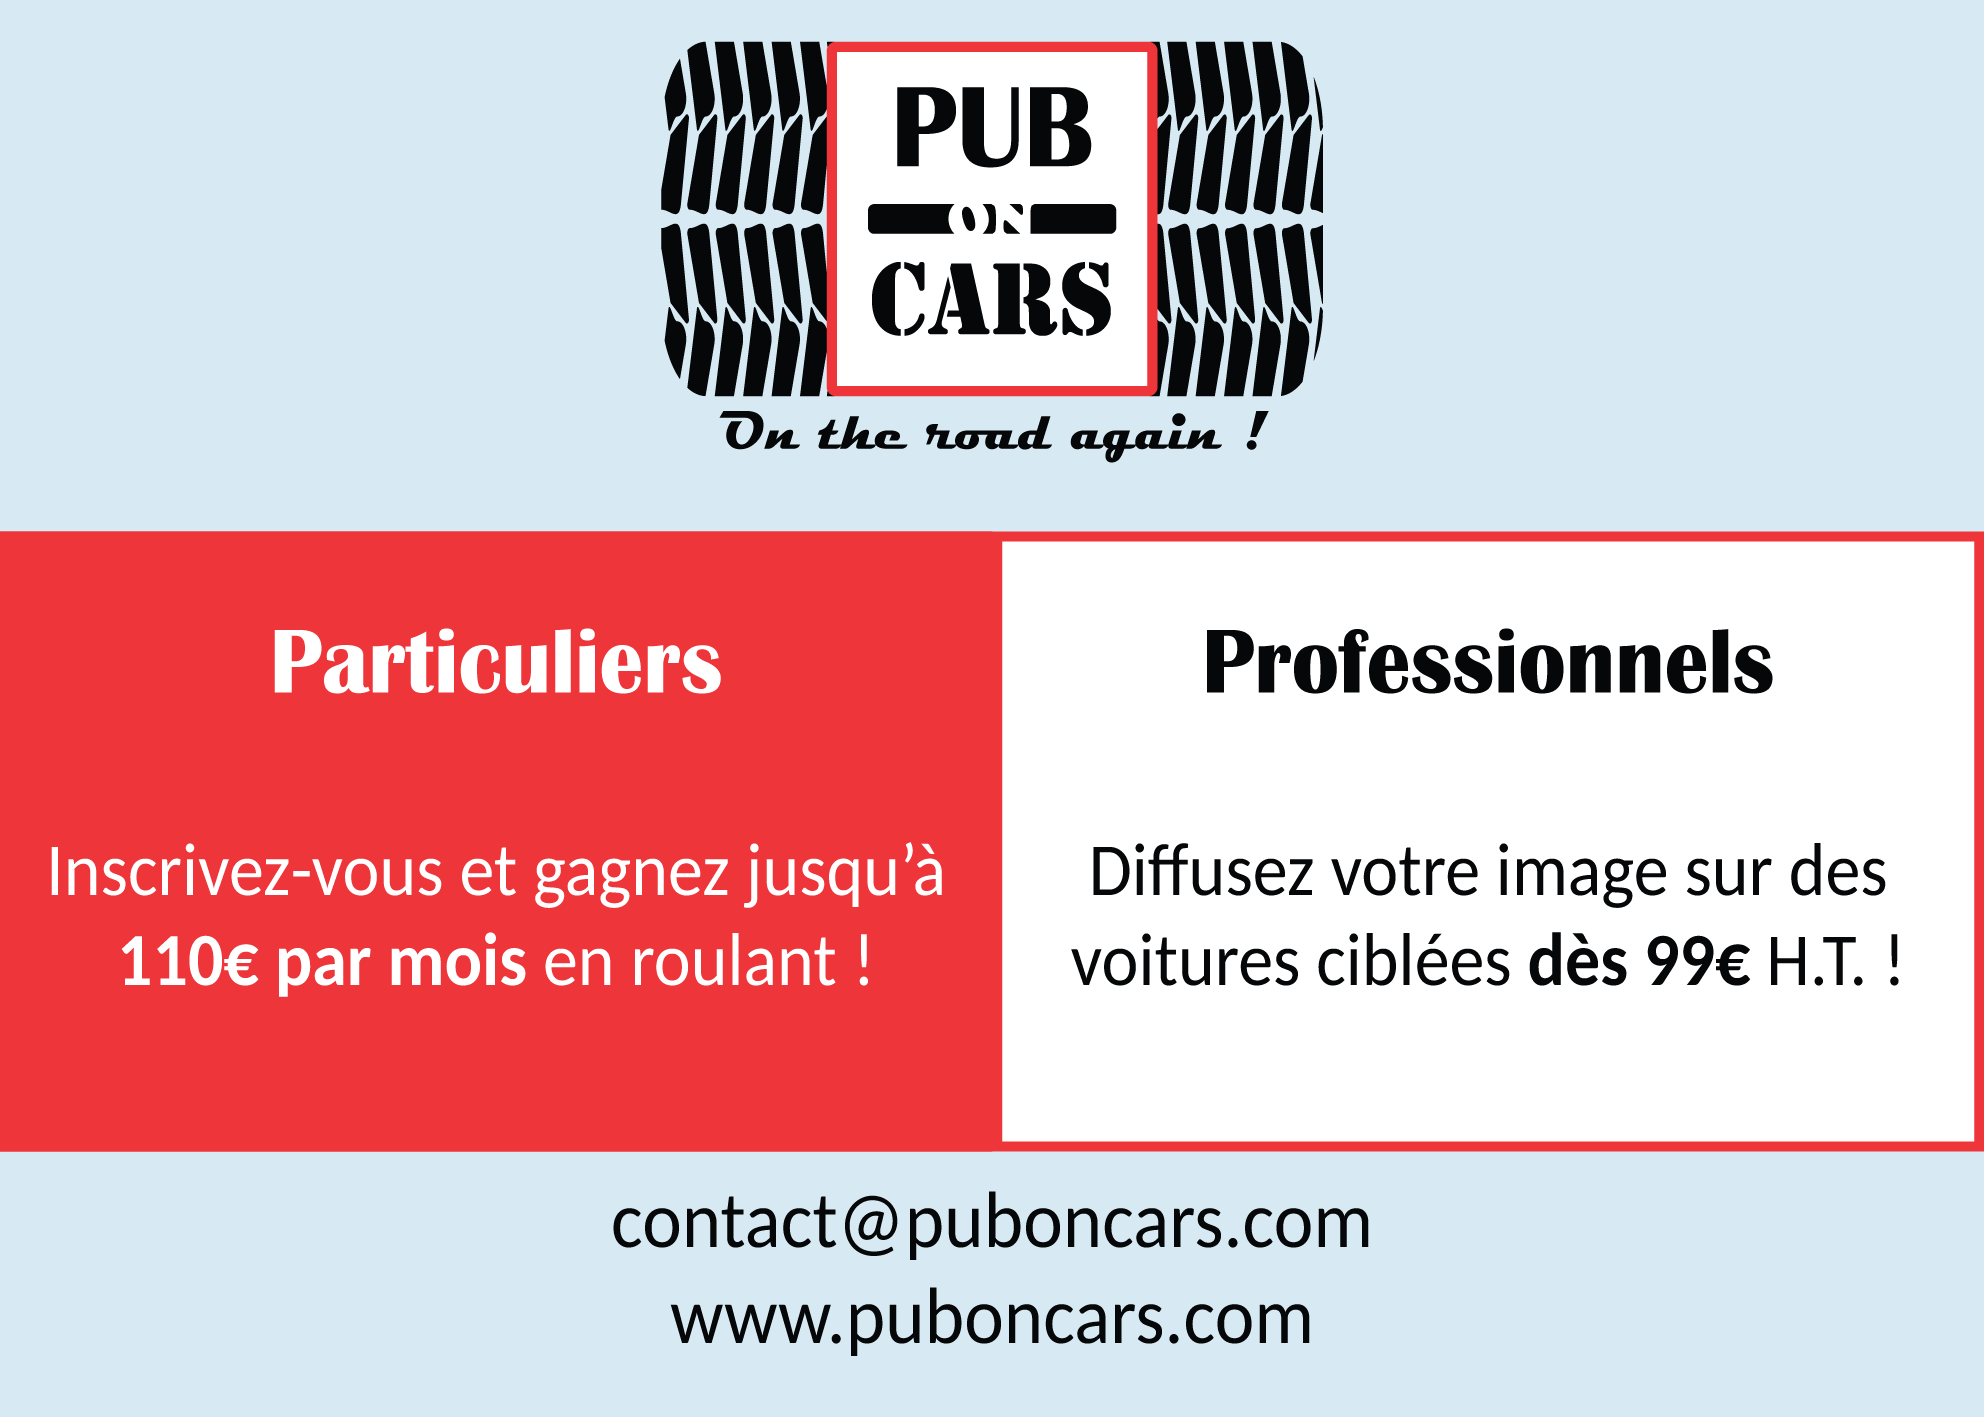 PUB
ON
CARS
On the road again !
Particuliers
Inscrivez-vous et gagnez jusqu’à
110€ par mois en roulant !
Professionnels
Diffusez votre image sur des
voitures ciblées dès 99€ H.T. !
contact@puboncars.com
www.puboncars.com